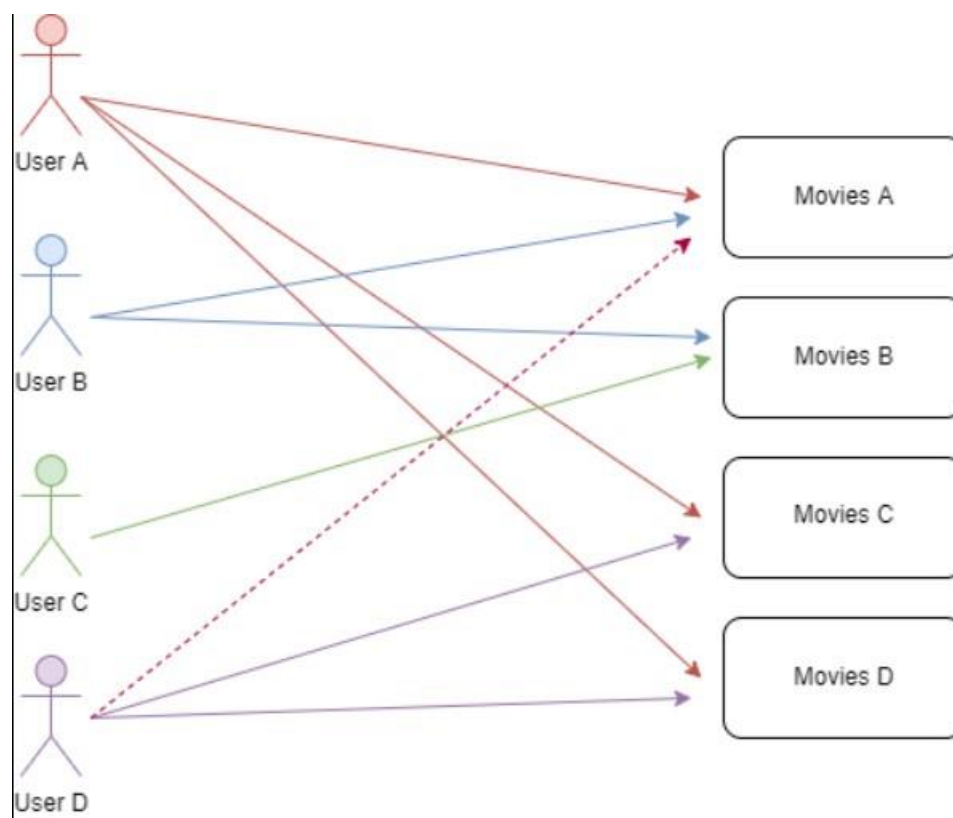 User A
User B
User C
User D
Movies A
Movies B
Movies C
Movies D